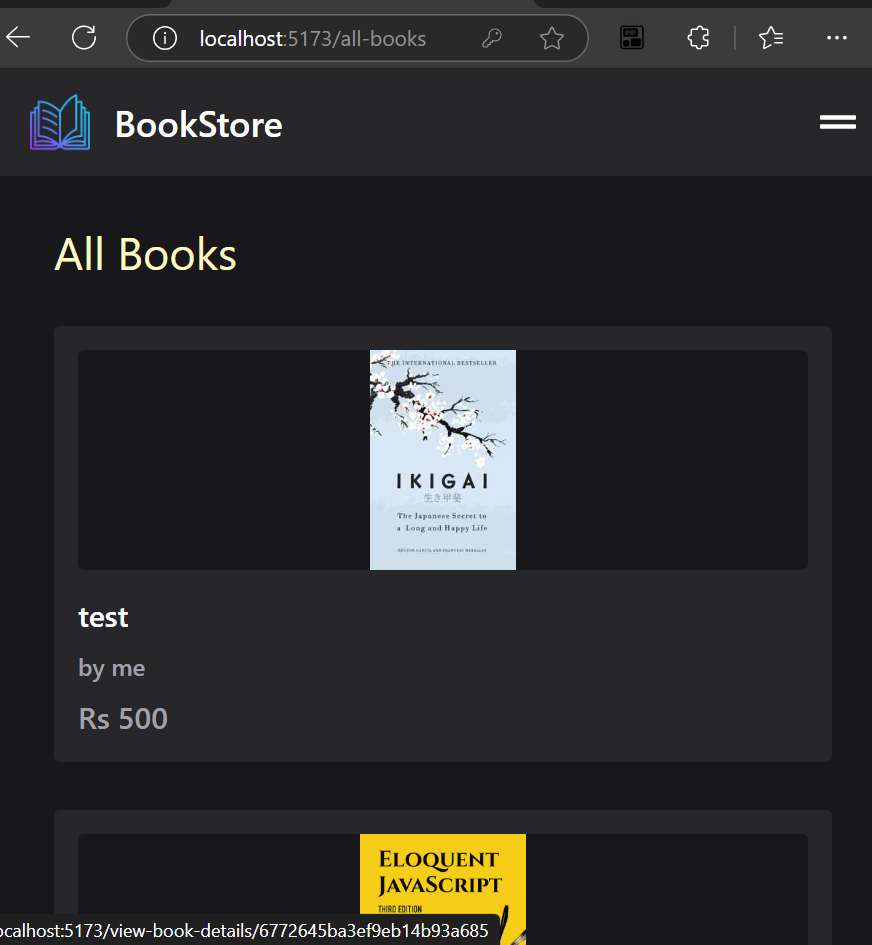 localhost:5173/all-books
BookStore
All Books
THE INTERNATIONAL BESTSELLER
IKIGAI
生き甲斐
The Japanese Secret to
a Long and Happy Life
HÉCTOR GARCÍA AND FRANCESC MIRALLES
test
by me
Rs 500
ELOQUENT
JAVASCRIPT
THIRD EDITION
ocalhost:5173/view-book-details/6772645ba3ef9eb14b93a685